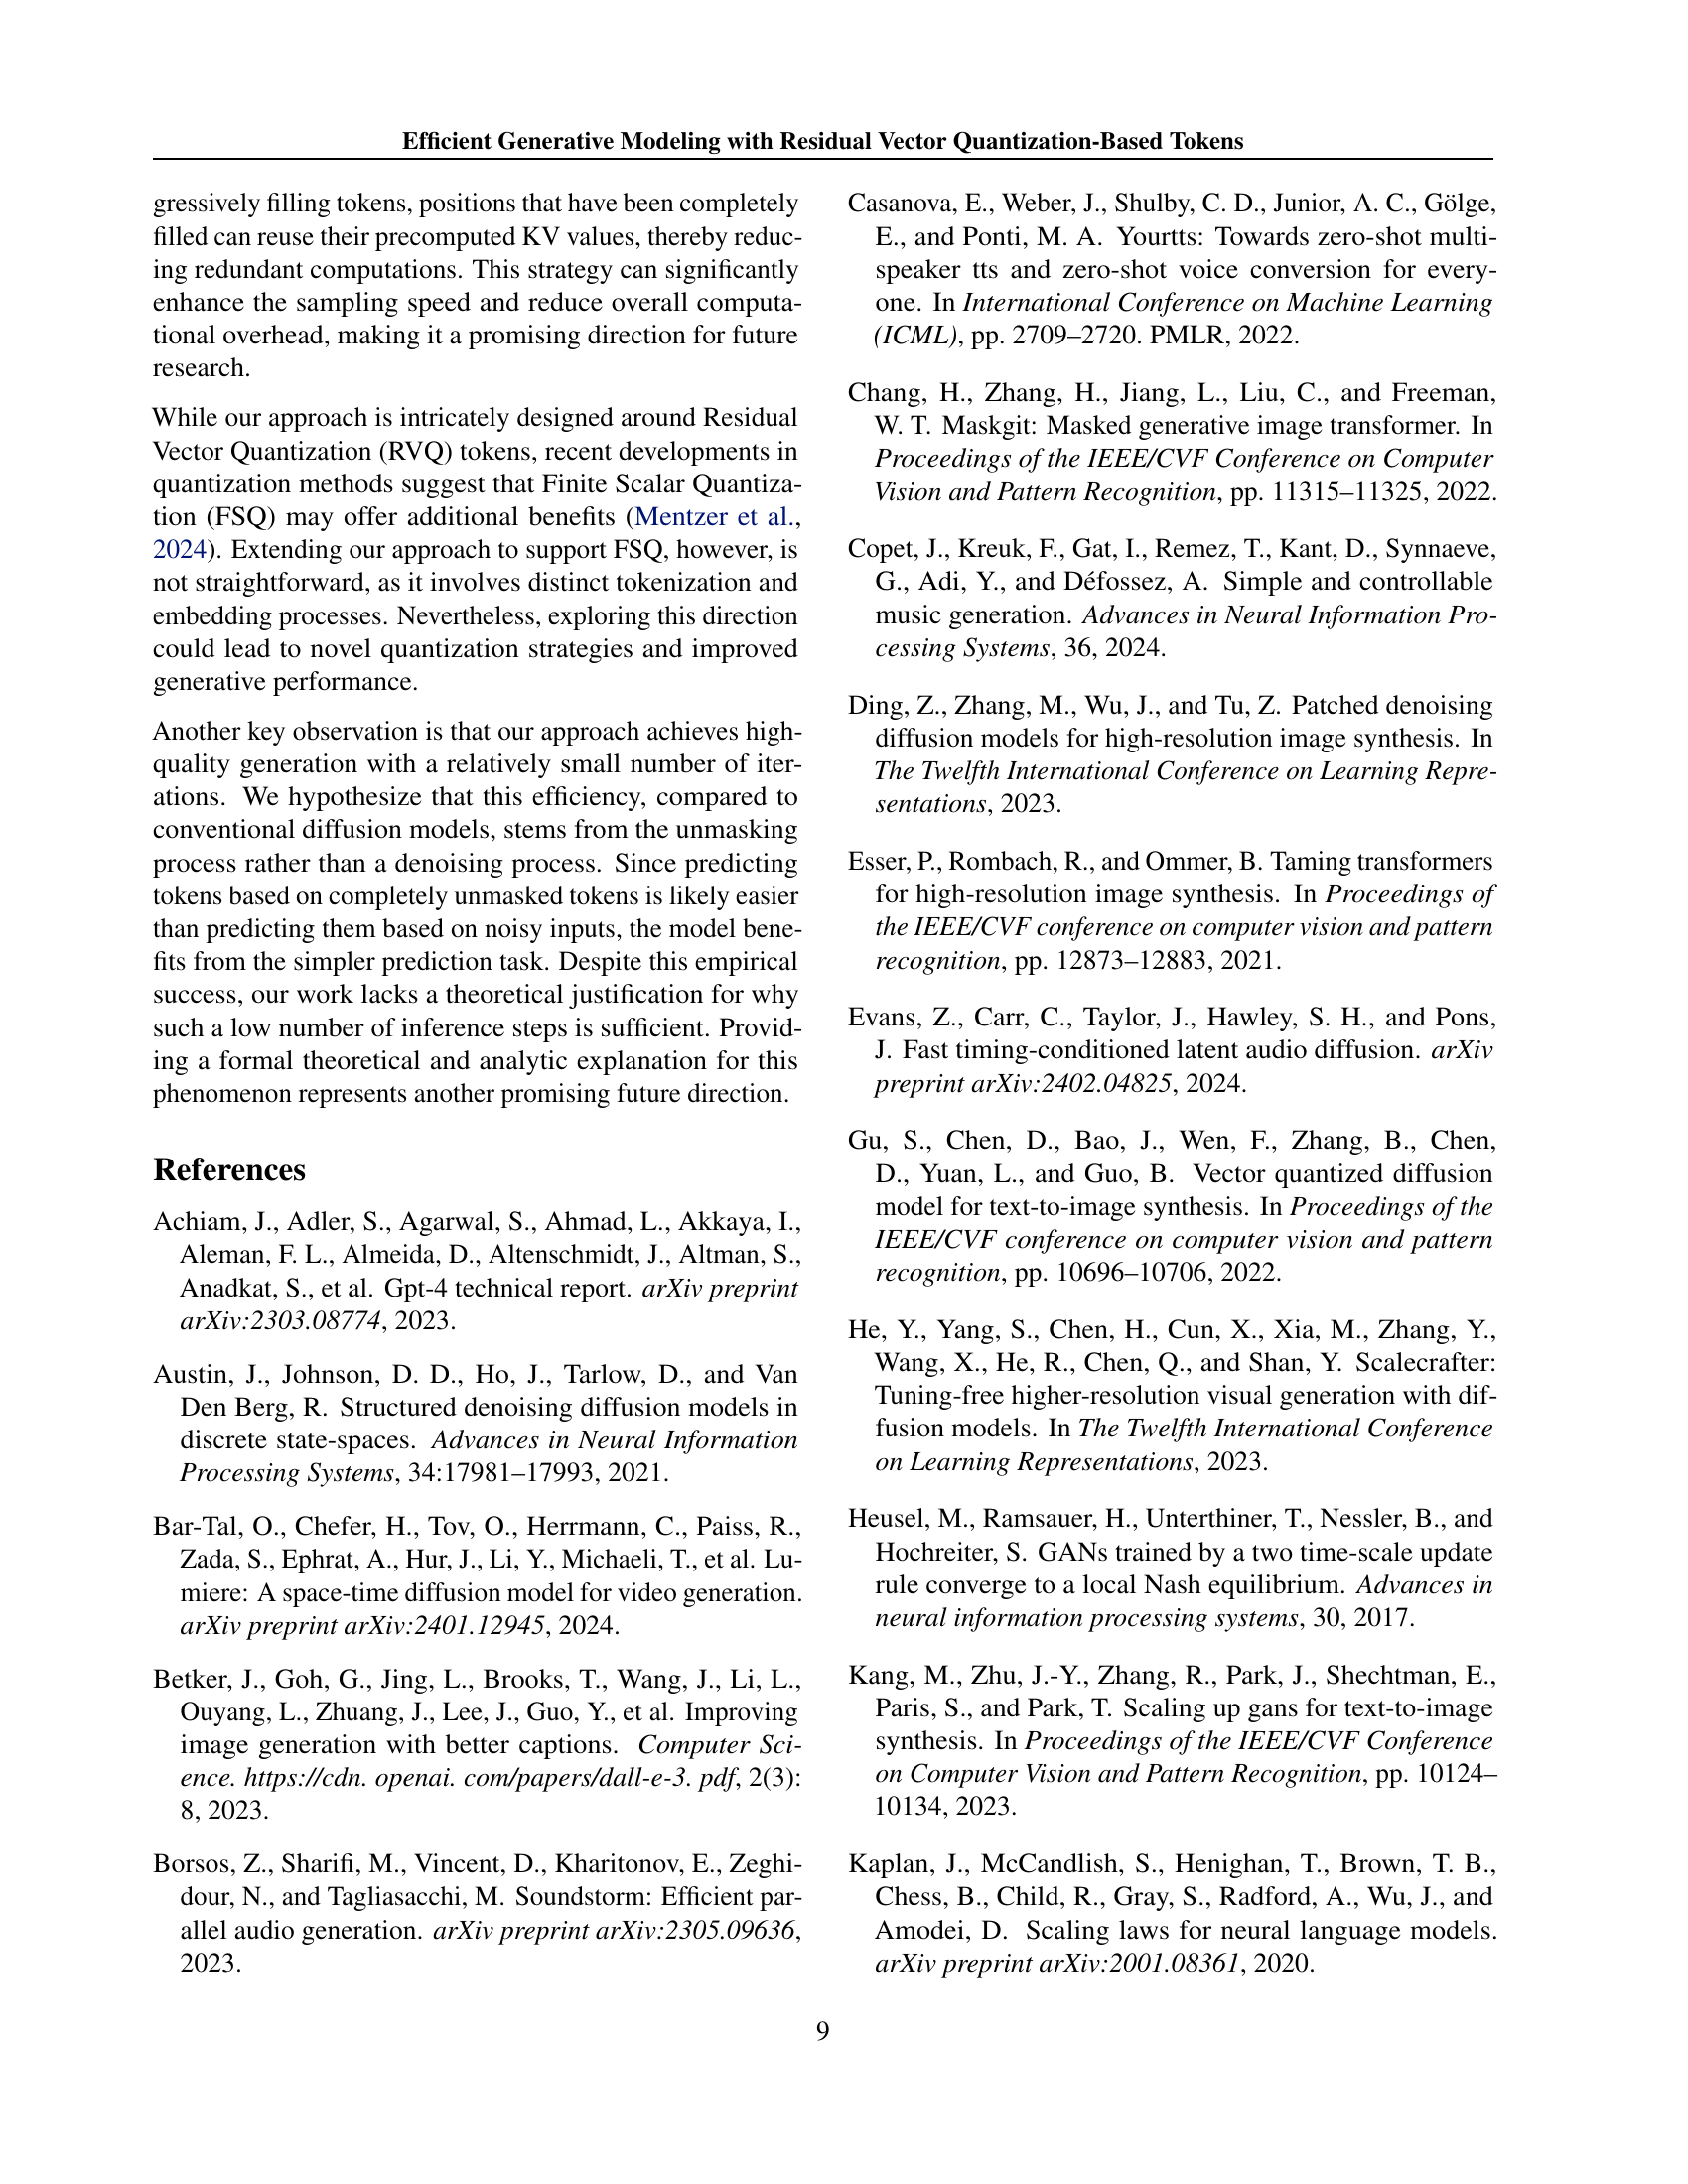 Efficient Generative Modeling with Residual Vector Quantization-Based Tokens
gressively filling tokens, positions that have been completely
filled can reuse their precomputed KV values, thereby reduc-
ing redundant computations. This strategy can significantly
enhance the sampling speed and reduce overall computa-
tional overhead, making it a promising direction for future
research.
While our approach is intricately designed around Residual
Vector Quantization (RVQ) tokens, recent developments in
quantization methods suggest that Finite Scalar Quantiza-
tion (FSQ) may offer additional benefits (Mentzer et al.,
2024). Extending our approach to support FSQ, however, is
not straightforward, as it involves distinct tokenization and
embedding processes. Nevertheless, exploring this direction
could lead to novel quantization strategies and improved
generative performance.
Another key observation is that our approach achieves high-
quality generation with a relatively small number of iter-
ations. We hypothesize that this efficiency, compared to
conventional diffusion models, stems from the unmasking
process rather than a denoising process. Since predicting
tokens based on completely unmasked tokens is likely easier
than predicting them based on noisy inputs, the model bene-
fits from the simpler prediction task. Despite this empirical
success, our work lacks a theoretical justification for why
such a low number of inference steps is sufficient. Provid-
ing a formal theoretical and analytic explanation for this
phenomenon represents another promising future direction.
References
Achiam, J., Adler, S., Agarwal, S., Ahmad, L., Akkaya, I.,
Aleman, F. L., Almeida, D., Altenschmidt, J., Altman, S.,
Anadkat, S., et al. Gpt-4 technical report. arXiv preprint
arXiv:2303.08774, 2023.
Austin, J., Johnson, D. D., Ho, J., Tarlow, D., and Van
Den Berg, R. Structured denoising diffusion models in
discrete state-spaces. Advances in Neural Information
Processing Systems, 34:17981–17993, 2021.
Bar-Tal, O., Chefer, H., Tov, O., Herrmann, C., Paiss, R.,
Zada, S., Ephrat, A., Hur, J., Li, Y., Michaeli, T., et al. Lu-
miere: A space-time diffusion model for video generation.
arXiv preprint arXiv:2401.12945, 2024.
Betker, J., Goh, G., Jing, L., Brooks, T., Wang, J., Li, L.,
Ouyang, L., Zhuang, J., Lee, J., Guo, Y., et al. Improving
image generation with better captions. Computer Sci-
ence. https://cdn. openai. com/papers/dall-e-3. pdf, 2(3):
8, 2023.
Borsos, Z., Sharifi, M., Vincent, D., Kharitonov, E., Zeghi-
dour, N., and Tagliasacchi, M. Soundstorm: Efficient par-
allel audio generation. arXiv preprint arXiv:2305.09636,
2023.
Casanova, E., Weber, J., Shulby, C. D., Junior, A. C., Gölge,
E., and Ponti, M. A. Yourtts: Towards zero-shot multi-
speaker tts and zero-shot voice conversion for every-
one. In International Conference on Machine Learning
(ICML), pp. 2709–2720. PMLR, 2022.
Chang, H., Zhang, H., Jiang, L., Liu, C., and Freeman,
W. T. Maskgit: Masked generative image transformer. In
Proceedings of the IEEE/CVF Conference on Computer
Vision and Pattern Recognition, pp. 11315–11325, 2022.
Copet, J., Kreuk, F., Gat, I., Remez, T., Kant, D., Synnaeve,
G., Adi, Y., and Défossez, A. Simple and controllable
music generation. Advances in Neural Information Pro-
cessing Systems, 36, 2024.
Ding, Z., Zhang, M., Wu, J., and Tu, Z. Patched denoising
diffusion models for high-resolution image synthesis. In
The Twelfth International Conference on Learning Repre-
sentations, 2023.
Esser, P., Rombach, R., and Ommer, B. Taming transformers
for high-resolution image synthesis. In Proceedings of
the IEEE/CVF conference on computer vision and pattern
recognition, pp. 12873–12883, 2021.
Evans, Z., Carr, C., Taylor, J., Hawley, S. H., and Pons,
J. Fast timing-conditioned latent audio diffusion. arXiv
preprint arXiv:2402.04825, 2024.
Gu, S., Chen, D., Bao, J., Wen, F., Zhang, B., Chen,
D., Yuan, L., and Guo, B. Vector quantized diffusion
model for text-to-image synthesis. In Proceedings of the
IEEE/CVF conference on computer vision and pattern
recognition, pp. 10696–10706, 2022.
He, Y., Yang, S., Chen, H., Cun, X., Xia, M., Zhang, Y.,
Wang, X., He, R., Chen, Q., and Shan, Y. Scalecrafter:
Tuning-free higher-resolution visual generation with dif-
fusion models. In The Twelfth International Conference
on Learning Representations, 2023.
Heusel, M., Ramsauer, H., Unterthiner, T., Nessler, B., and
Hochreiter, S. GANs trained by a two time-scale update
rule converge to a local Nash equilibrium. Advances in
neural information processing systems, 30, 2017.
Kang, M., Zhu, J.-Y., Zhang, R., Park, J., Shechtman, E.,
Paris, S., and Park, T. Scaling up gans for text-to-image
synthesis. In Proceedings of the IEEE/CVF Conference
on Computer Vision and Pattern Recognition, pp. 10124–
10134, 2023.
Kaplan, J., McCandlish, S., Henighan, T., Brown, T. B.,
Chess, B., Child, R., Gray, S., Radford, A., Wu, J., and
Amodei, D. Scaling laws for neural language models.
arXiv preprint arXiv:2001.08361, 2020.
9